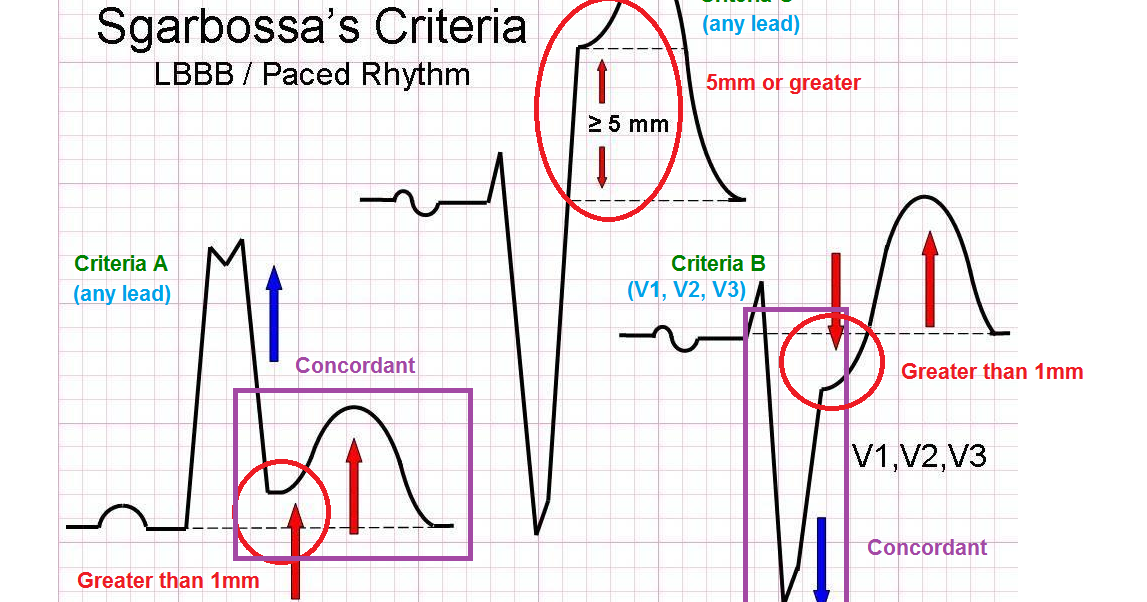 Sgarbossa’s Criteria
LBBB / Paced Rhythm
(any lead)
5mm or greater
≥ 5 mm
Criteria A
(any lead)
Concordant
Greater than 1mm
Criteria B
(V1, V2, V3)
Greater than 1mm
V1,V2,V3
Concordant